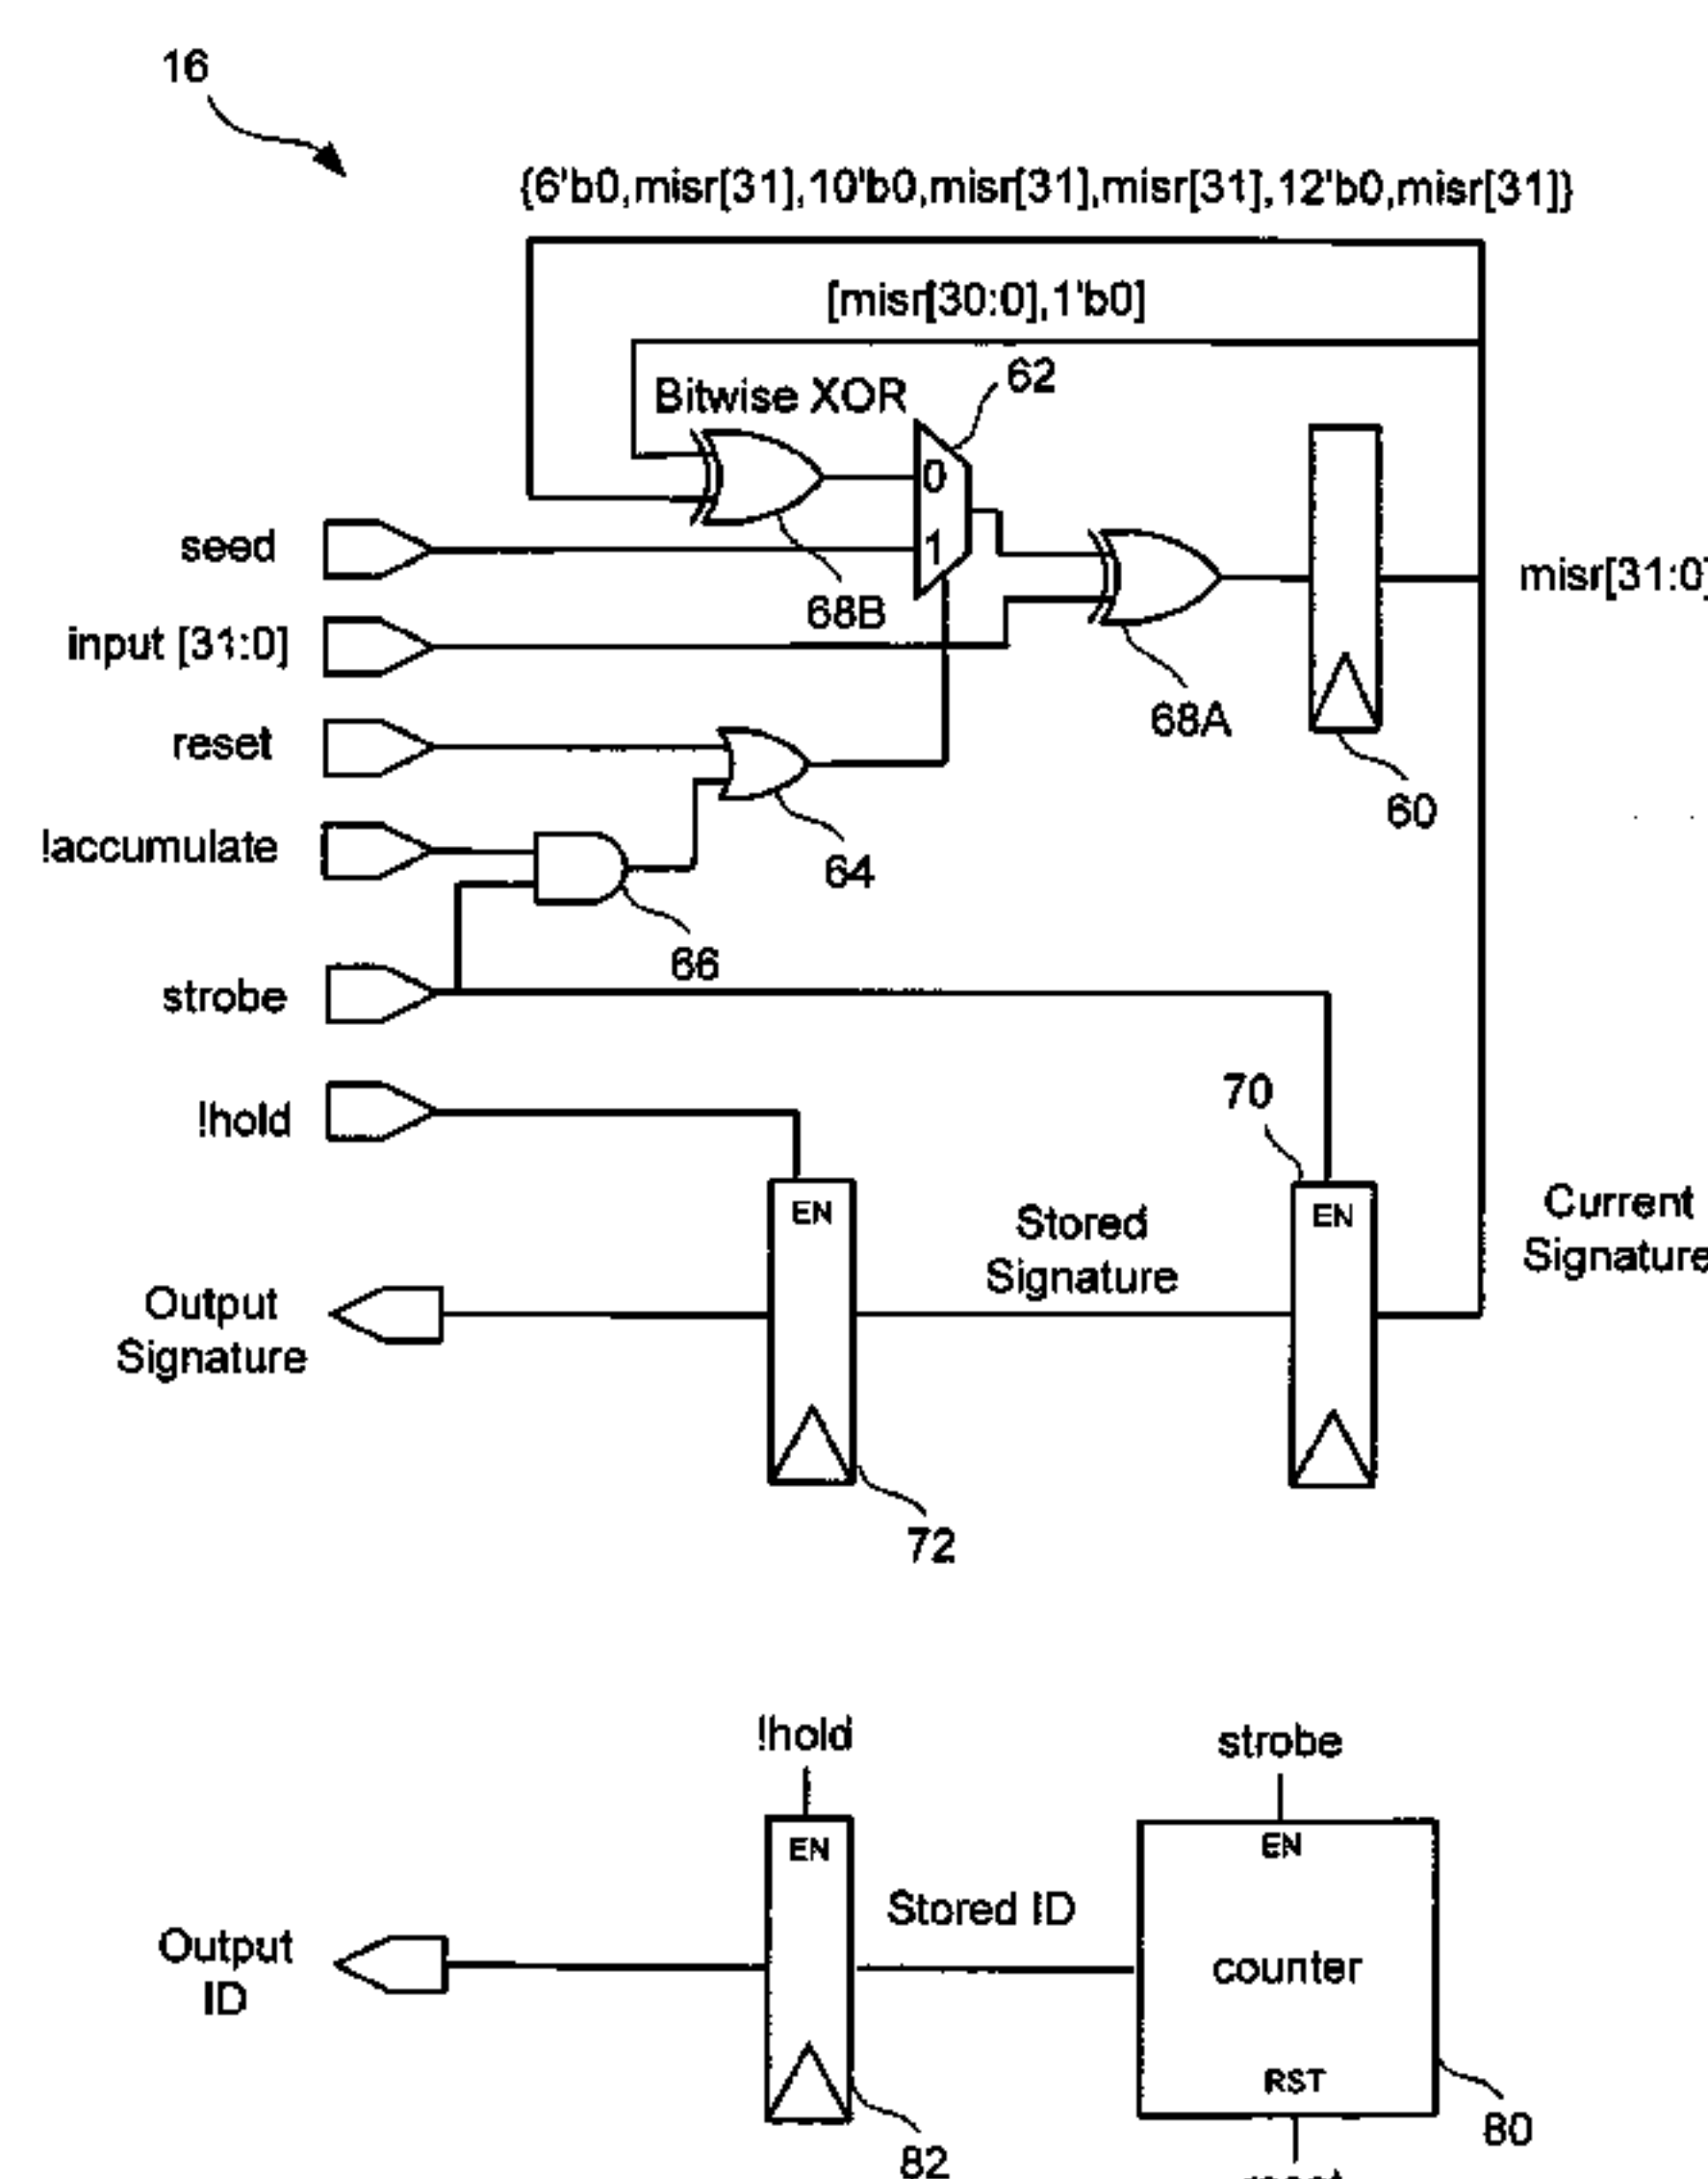 16
{6'b0,misr[31],10'b0,misr[31],misr[31],12'b0,misr[31]}
[misr[30:0],1'b0]
62
Bitwise XOR
0
1
seed
68B
misr[31:0]
input [31:0]
68A
reset
60
!accumulate
64
66
strobe
!hold
70
EN
EN
Stored
Signature
Current
Signature
Output
Signature
72
!hold
strobe
EN
EN
Stored ID
Output
ID
counter
RST
80
82